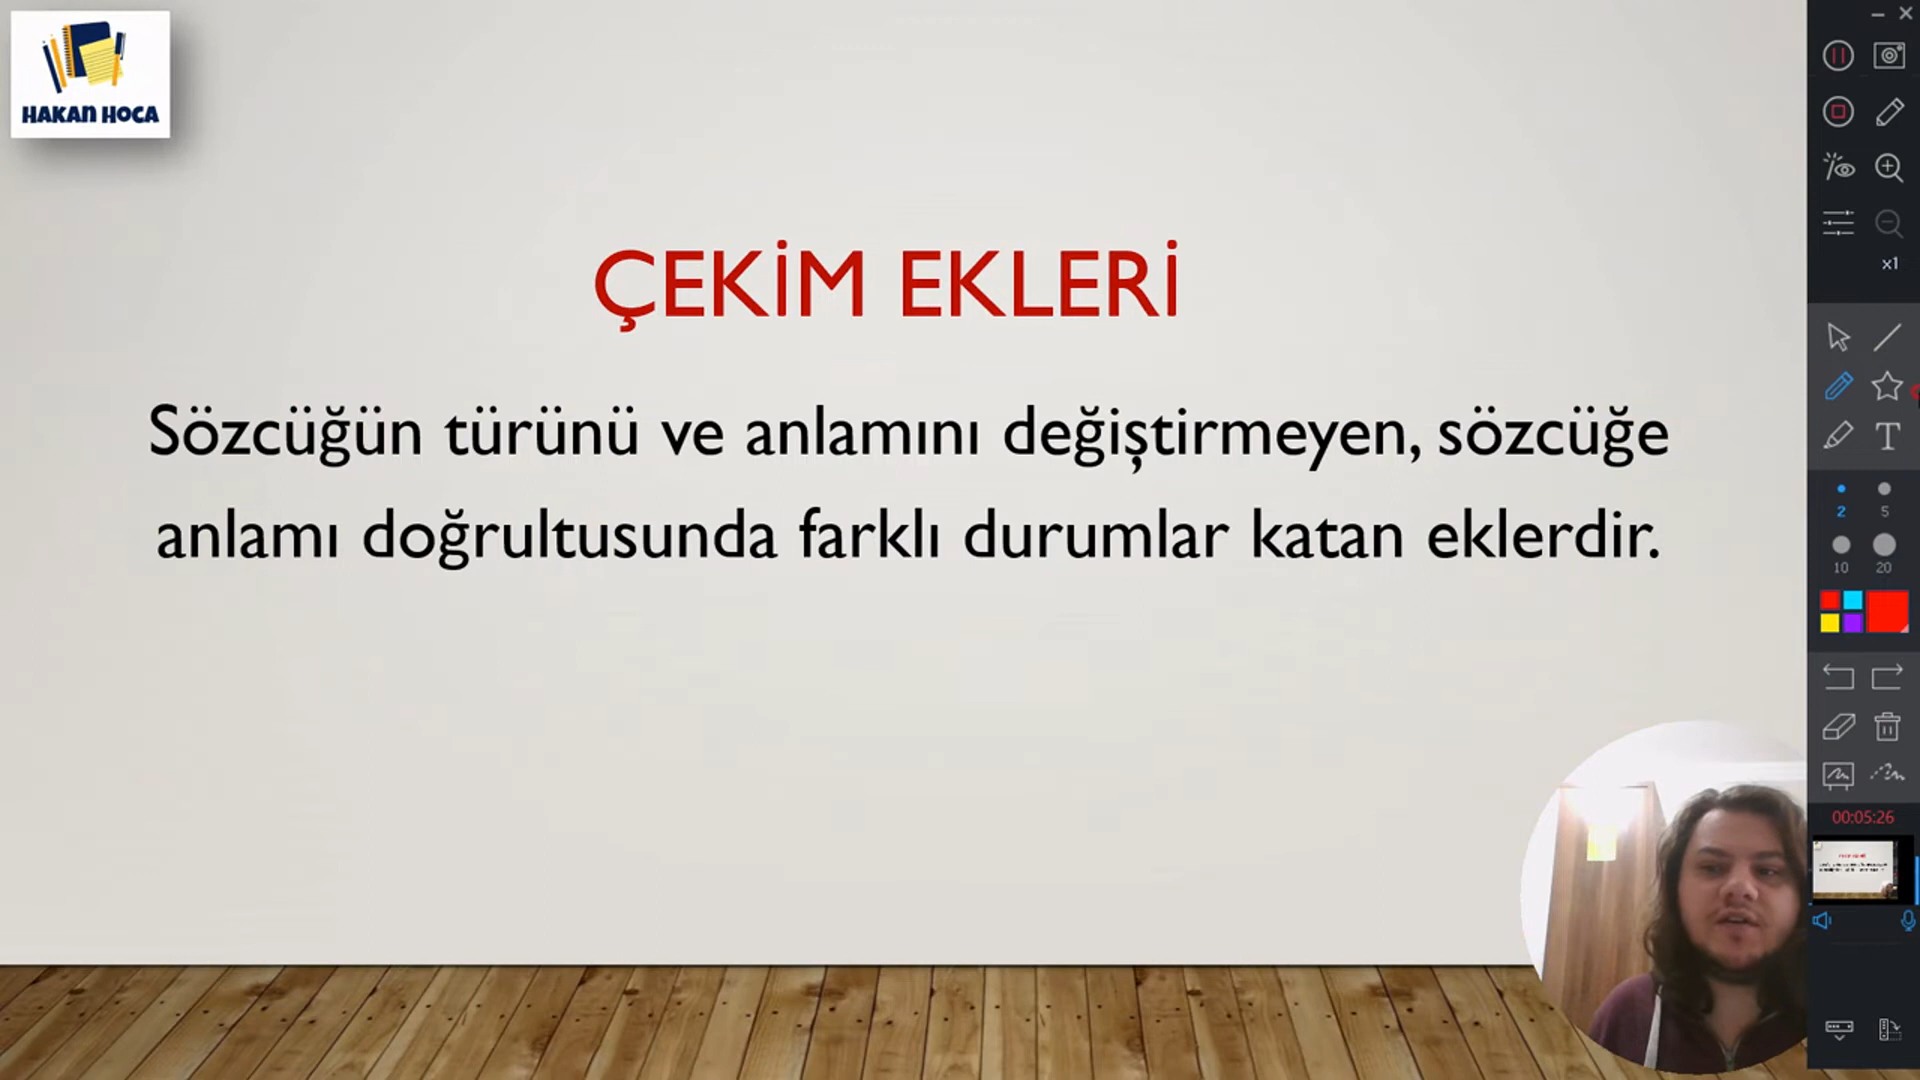 HAKAN HOCA
ÇEKİM EKLERİ
Sözcüğün türünü ve anlamını değiştirmeyen, sözcüğe
anlamı doğrultusunda farklı durumlar katan eklerdir.
x1
T
2 5
10 20
00:05:26